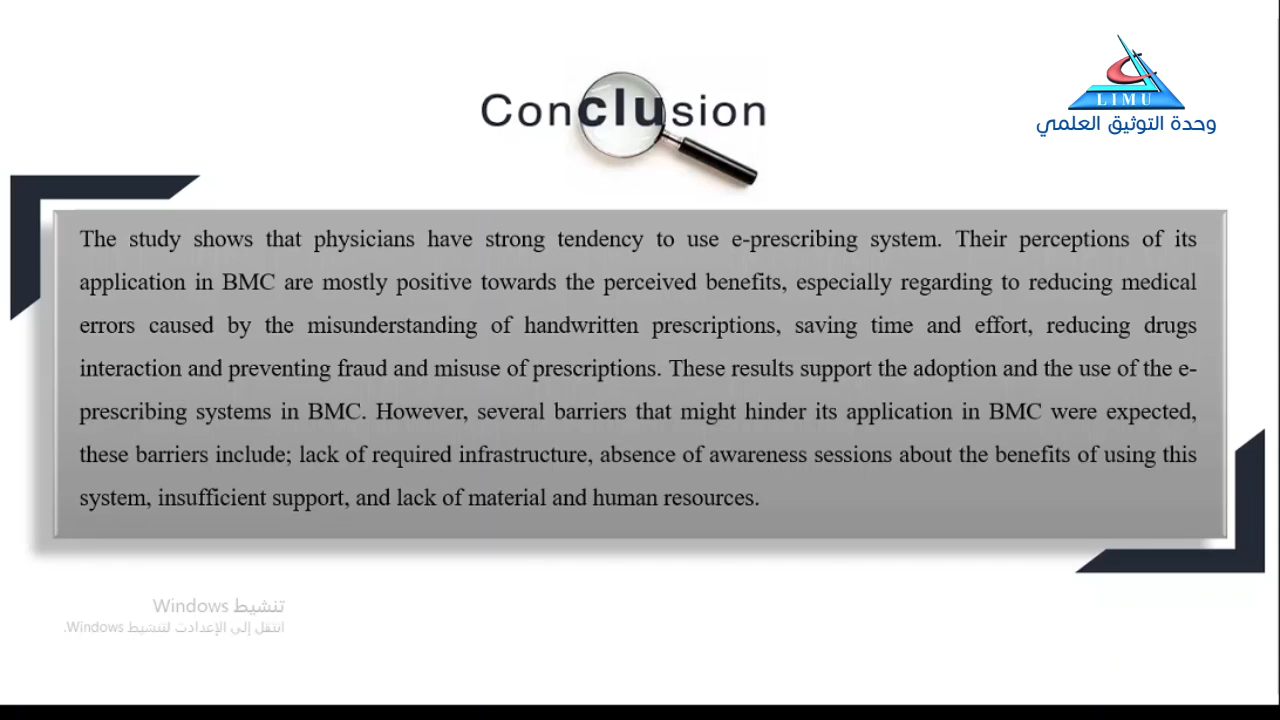 Conclusion
LIMU
وحدة التوثيق العلمي
The study shows that physicians have strong tendency to use e-prescribing system. Their perceptions of its
application in BMC are mostly positive towards the perceived benefits, especially regarding to reducing medical
errors caused by the misunderstanding of handwritten prescriptions, saving time and effort, reducing drugs
interaction and preventing fraud and misuse of prescriptions. These results support the adoption and the use of the e-
prescribing systems in BMC. However, several barriers that might hinder its application in BMC were expected,
these barriers include; lack of required infrastructure, absence of awareness sessions about the benefits of using this
system, insufficient support, and lack of material and human resources.
تنشيط Windows
انتقل إلى الإعدادت لتنشيط Windows.